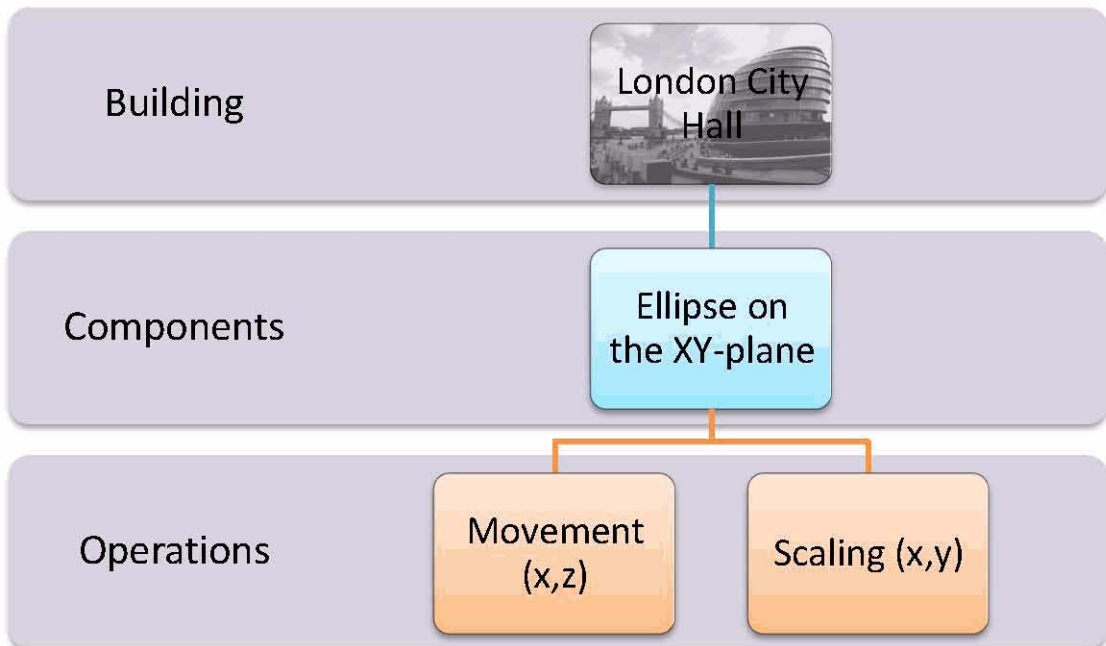 Building
London City
Hall
Components
Ellipse on
the XY-plane
Operations
Movement
(x,z)
Scaling (x,y)